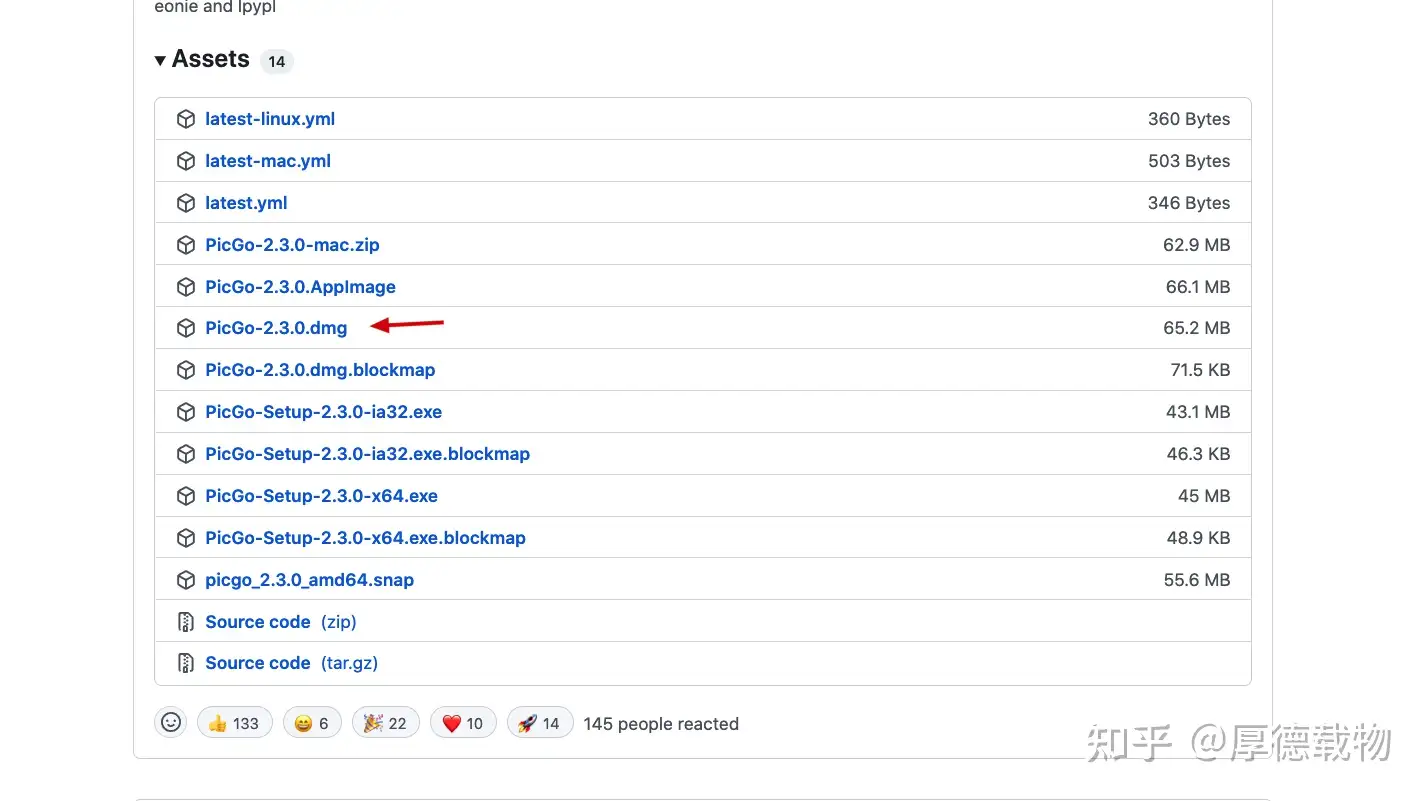 eonie and lpypl
Assets 14
latest-linux.yml 360 Bytes
latest-mac.yml 503 Bytes
latest.yml 346 Bytes
PicGo-2.3.0-mac.zip 62.9 MB
PicGo-2.3.0.AppImage 66.1 MB
PicGo-2.3.0.dmg 65.2 MB
PicGo-2.3.0.dmg.blockmap 71.5 KB
PicGo-Setup-2.3.0-ia32.exe 43.1 MB
PicGo-Setup-2.3.0-ia32.exe.blockmap 46.3 KB
PicGo-Setup-2.3.0-x64.exe 45 MB
PicGo-Setup-2.3.0-x64.exe.blockmap 48.9 KB
picgo_2.3.0_amd64.snap 55.6 MB
Source code (zip)
Source code (tar.gz)
👍 133 😄 6 🎉 22 ❤️ 10 🚀 14 145 people reacted
知乎 @厚德载物